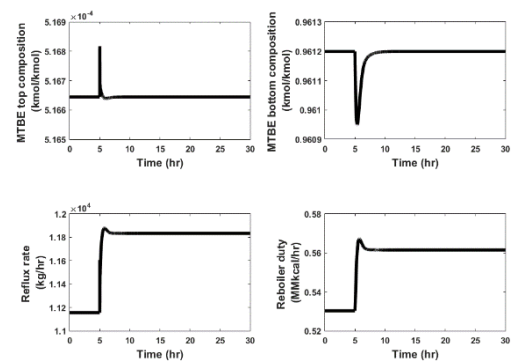 ×10⁻⁴
5.169
5.168
5.167
5.166
5.165
0 5 10 15 20 25 30
Time (hr)
MTBE top composition
(kmol/kmol)
0.9613
0.9612
0.9611
0.961
0.9609
0 5 10 15 20 25 30
Time (hr)
MTBE bottom composition
(kmol/kmol)
×10⁴
1.2
1.18
1.16
1.14
1.12
1.1
0 5 10 15 20 25 30
Time (hr)
Reflux rate
(kg/hr)
0.58
0.56
0.54
0.52
0 5 10 15 20 25 30
Time (hr)
Reboiler duty
(MMkcal/hr)